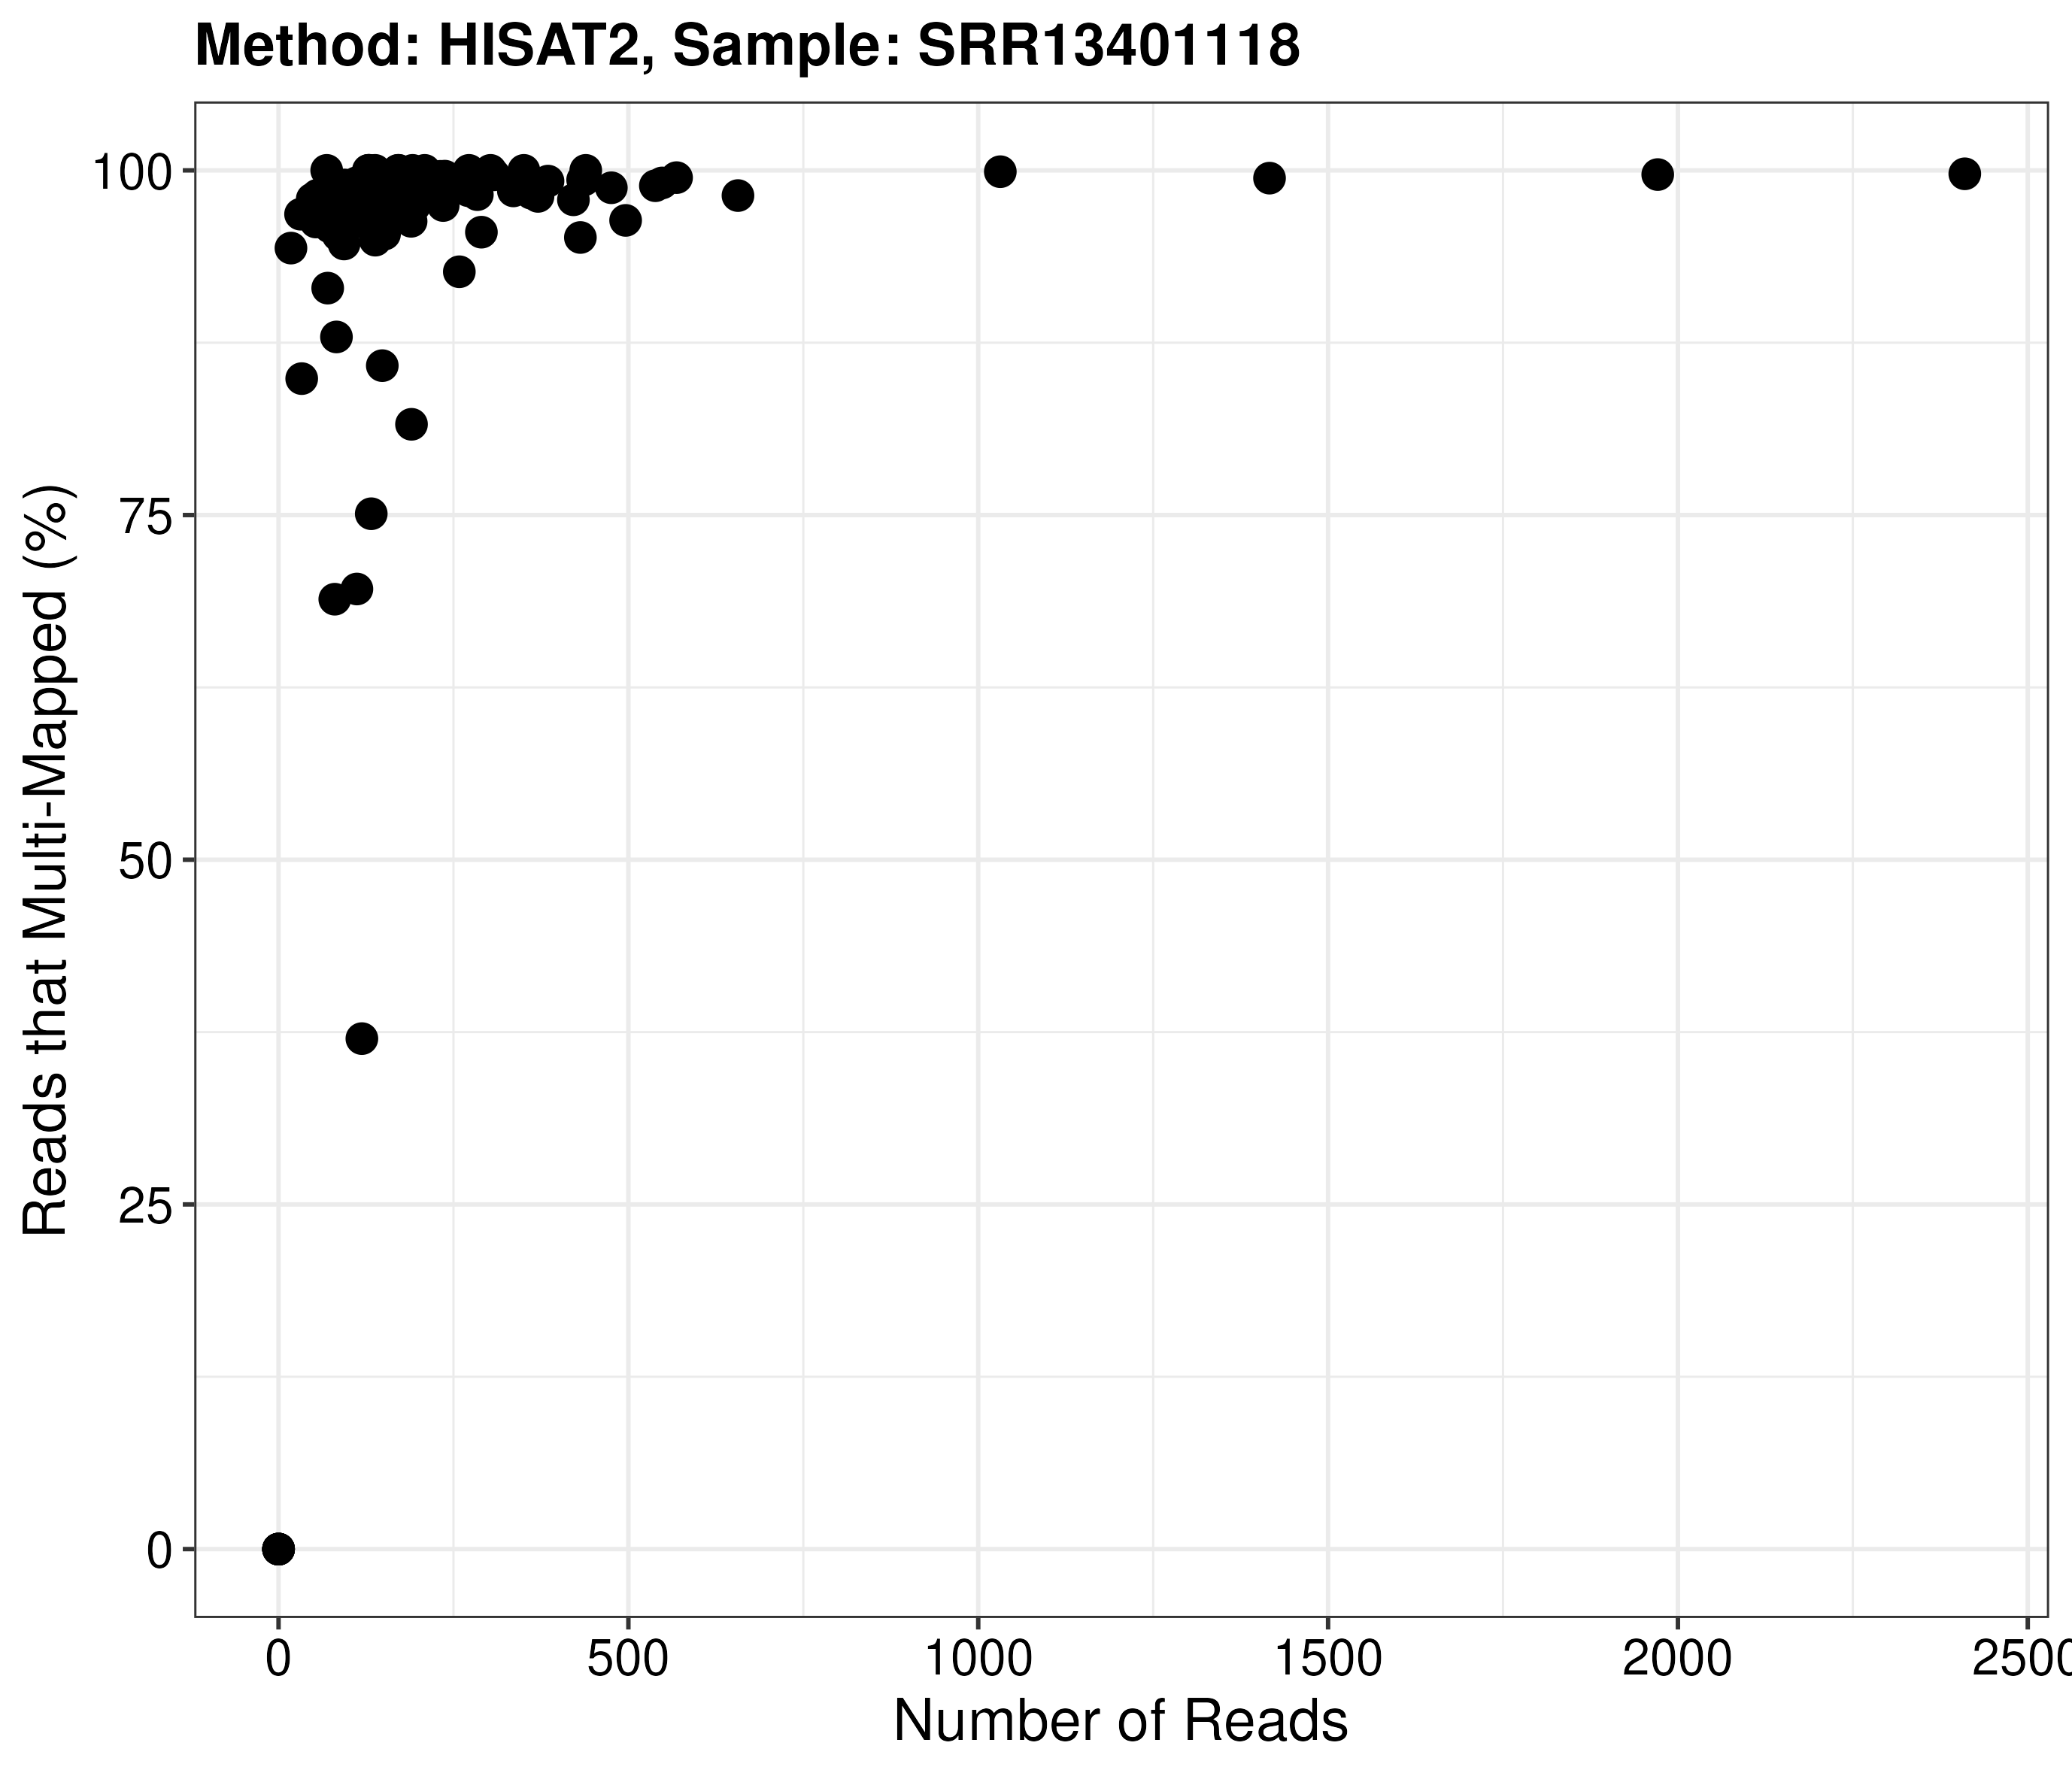 Method: HISAT2, Sample: SRR13401118
Reads that Multi-Mapped (%)
100
75
50
25
0
0 500 1000 1500 2000 2500
Number of Reads